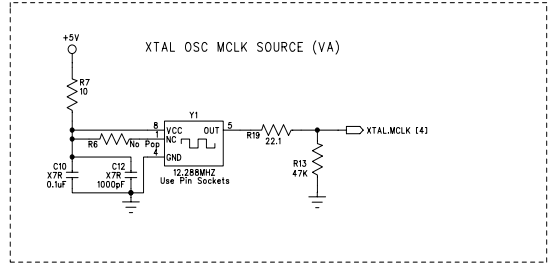 XTAL OSC MCLK SOURCE (VA)
+5V
R7
10
Y1
8
VCC
OUT
5
1
NC
R6
No Pop
4
GND
R19
22.1
XTAL.MCLK [4]
C10
X7R
0.1uF
C12
X7R
1000pF
12.288MHZ
Use Pin Sockets
R13
47K